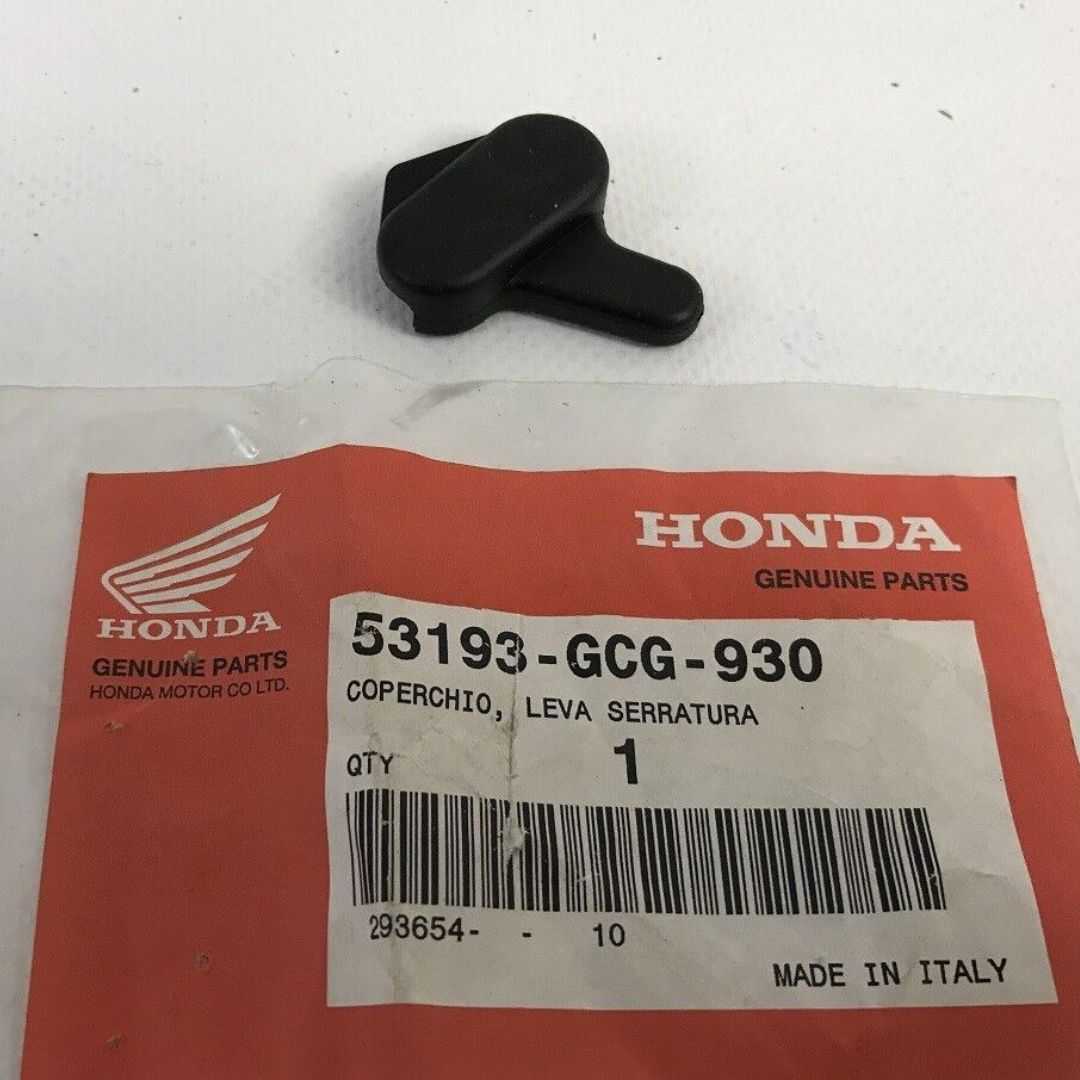 HONDA
GENUINE PARTS
HONDA
GENUINE PARTS
HONDA MOTOR CO LTD.
53193-GCG-930
COPERCHIO, LEVA SERRATURA
QTY 1
293654- - 10
MADE IN ITALY